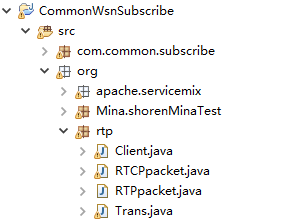 CommonWsnSubscribe
src
com.common.subscribe
org
apache.servicemix
Mina.shorenMinaTest
rtp
Client.java
RTCPpacket.java
RTPpacket.java
Trans.java